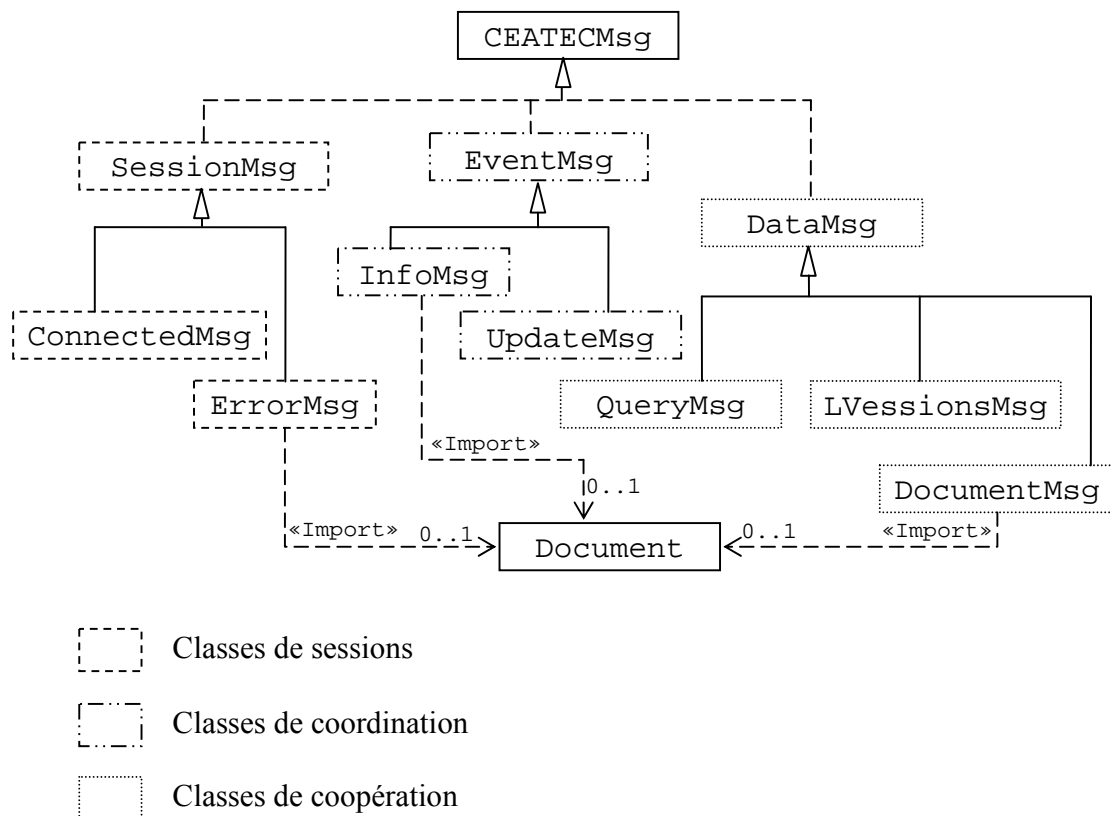 CEATECMsg
SessionMsg
EventMsg
DataMsg
InfoMsg
ConnectedMsg
UpdateMsg
ErrorMsg
QueryMsg
LVessionsMsg
«Import»
0..1
DocumentMsg
«Import»
0..1
Document
0..1
«Import»
Classes de sessions
Classes de coordination
Classes de coopération